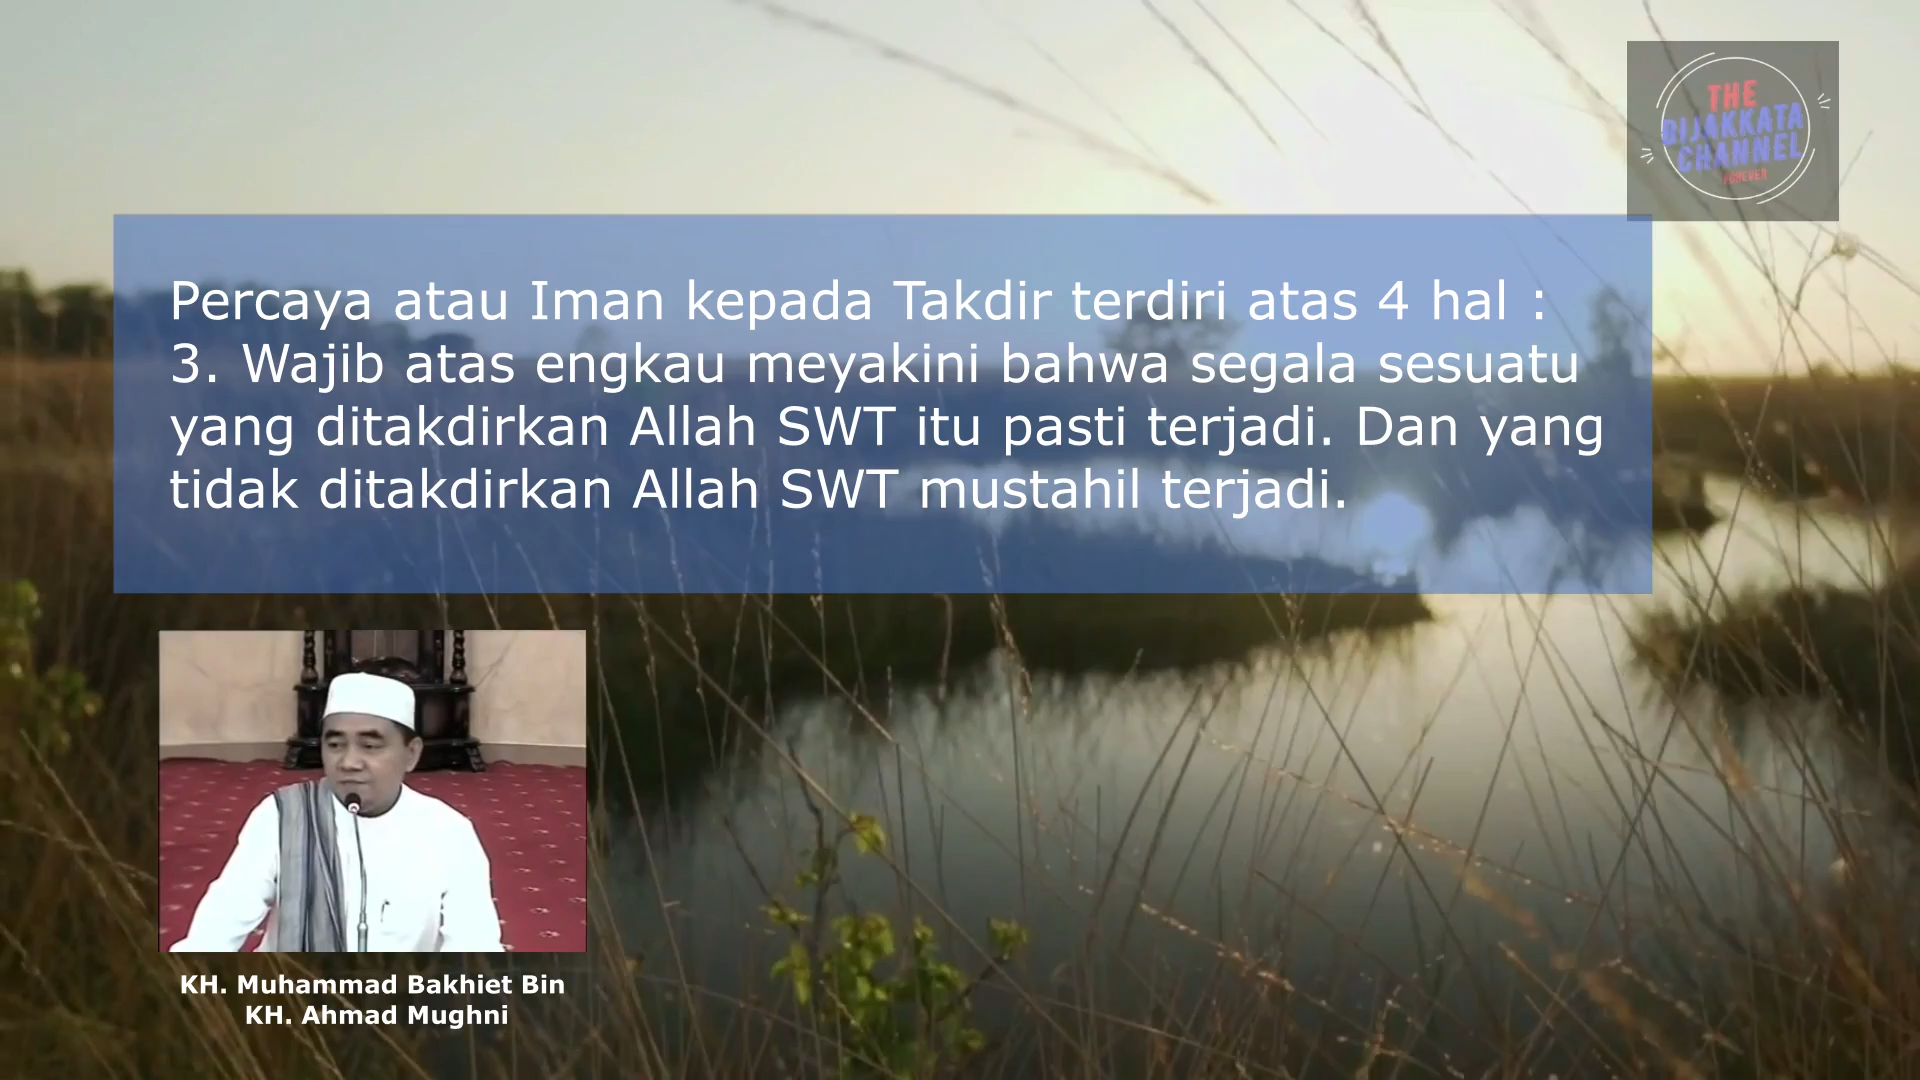 THE
BIJAKKATA
CHANNEL
FOREVER
Percaya atau Iman kepada Takdir terdiri atas 4 hal :
3. Wajib atas engkau meyakini bahwa segala sesuatu
yang ditakdirkan Allah SWT itu pasti terjadi. Dan yang
tidak ditakdirkan Allah SWT mustahil terjadi.
KH. Muhammad Bakhiet Bin
KH. Ahmad Mughni